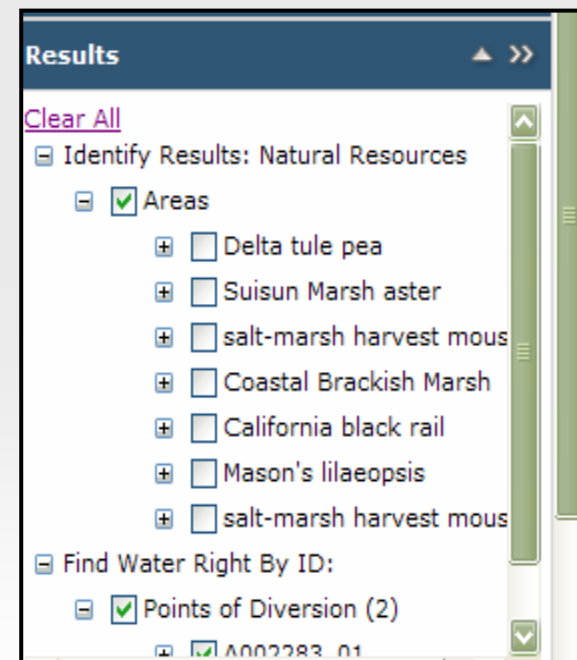 Results
Clear All
Identify Results: Natural Resources
Areas
Delta tule pea
Suisun Marsh aster
salt-marsh harvest mous
Coastal Brackish Marsh
California black rail
Mason's lilaeopsis
salt-marsh harvest mous
Find Water Right By ID:
Points of Diversion (2)
A002283_01